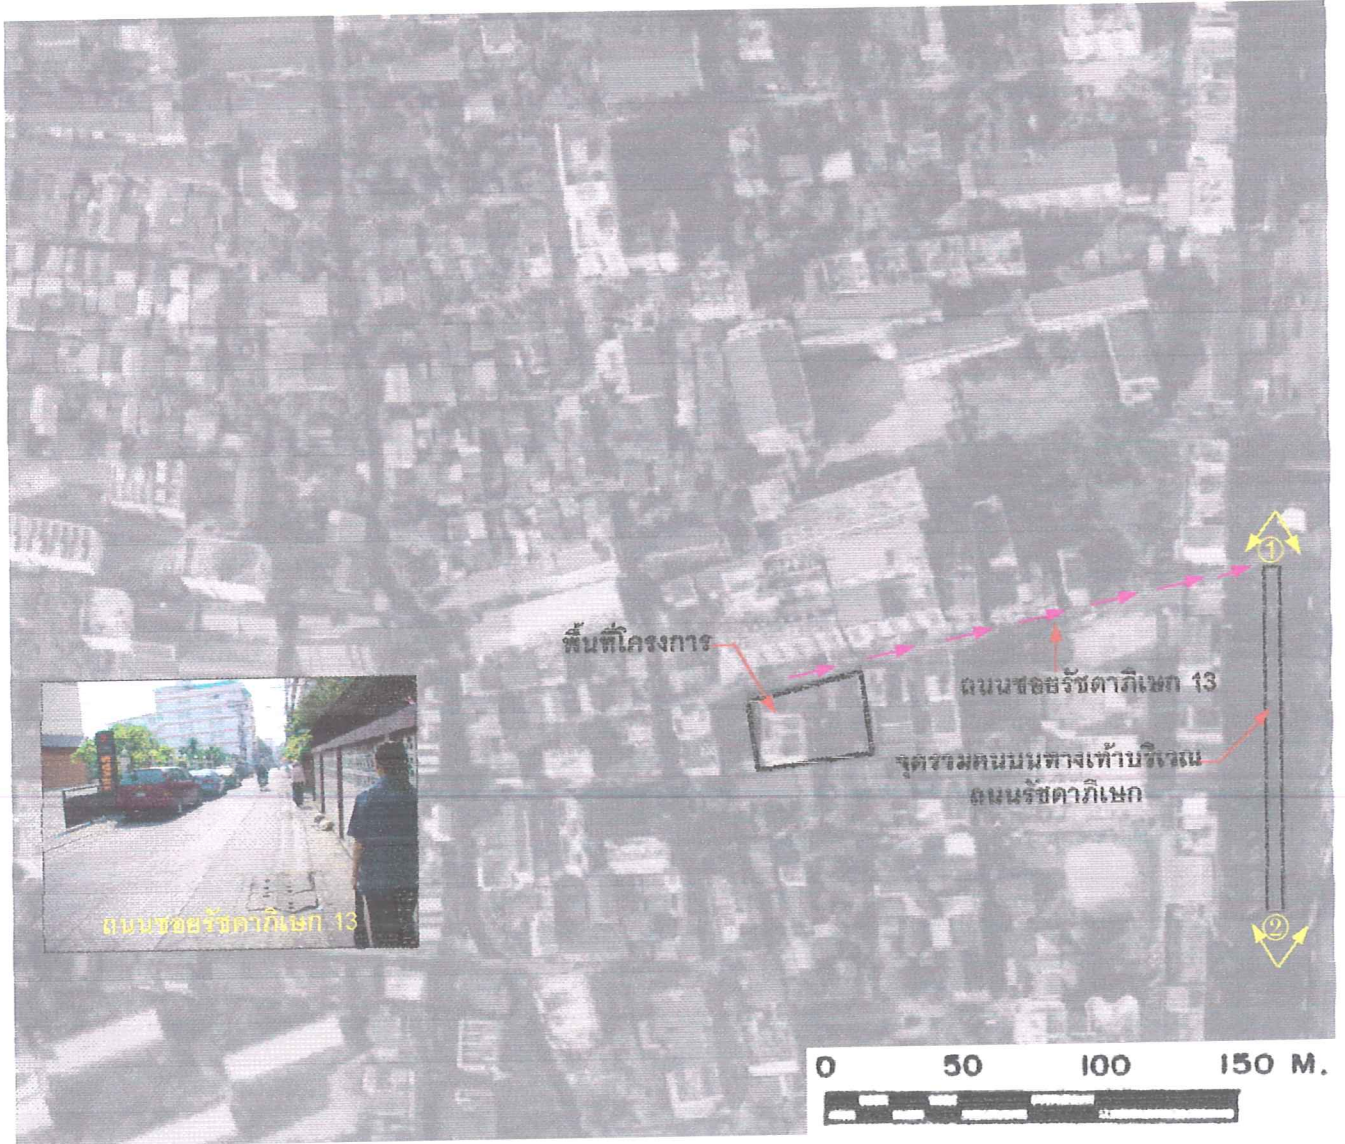 ①
พื้นที่โครงการ
ถนนซอยรัชดาภิเษก 13
จุดรวมคนบนทางเท้าบริเวณ
ถนนรัชดาภิเษก
ถนนซอยรัชดาภิเษก 13
②
0 50 100 150 M.